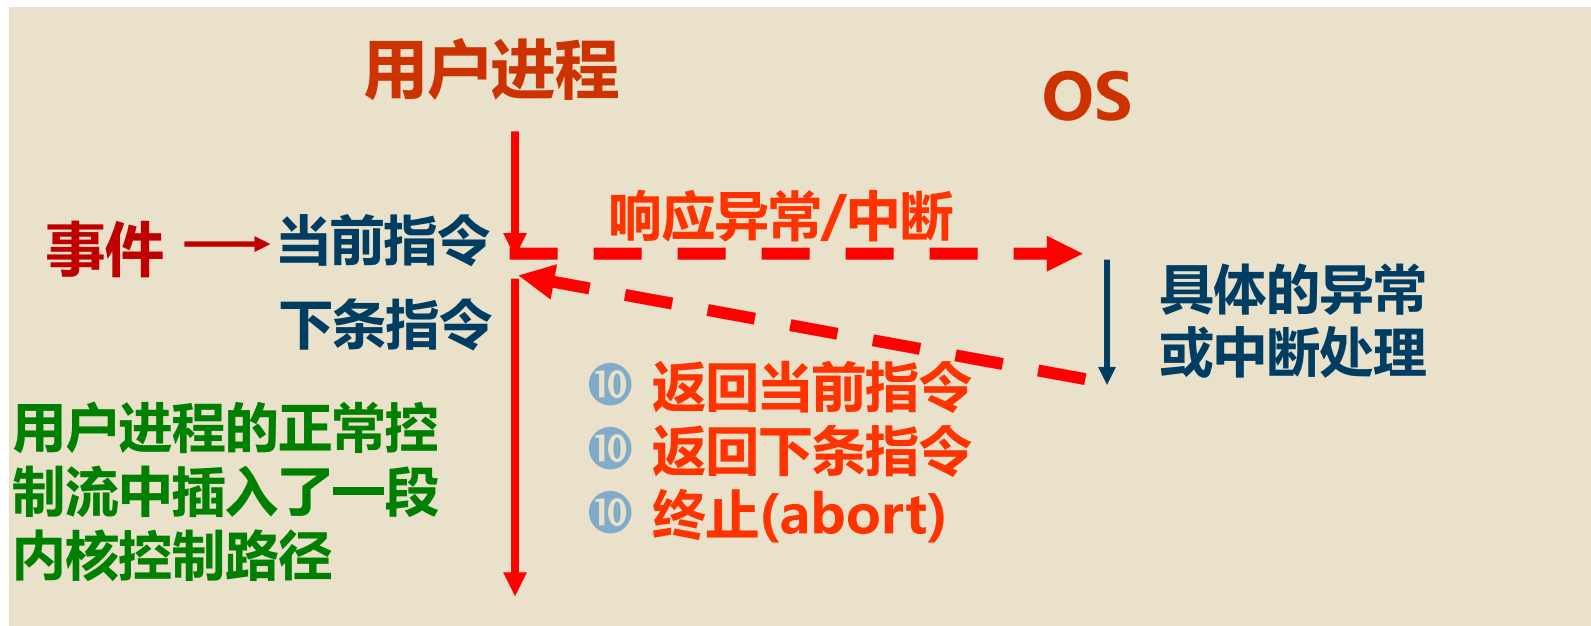 用户进程
OS
响应异常/中断
事件
当前指令
下条指令
具体的异常
或中断处理
❿ 返回当前指令
❿ 返回下条指令
❿ 终止(abort)
用户进程的正常控
制流中插入了一段
内核控制路径